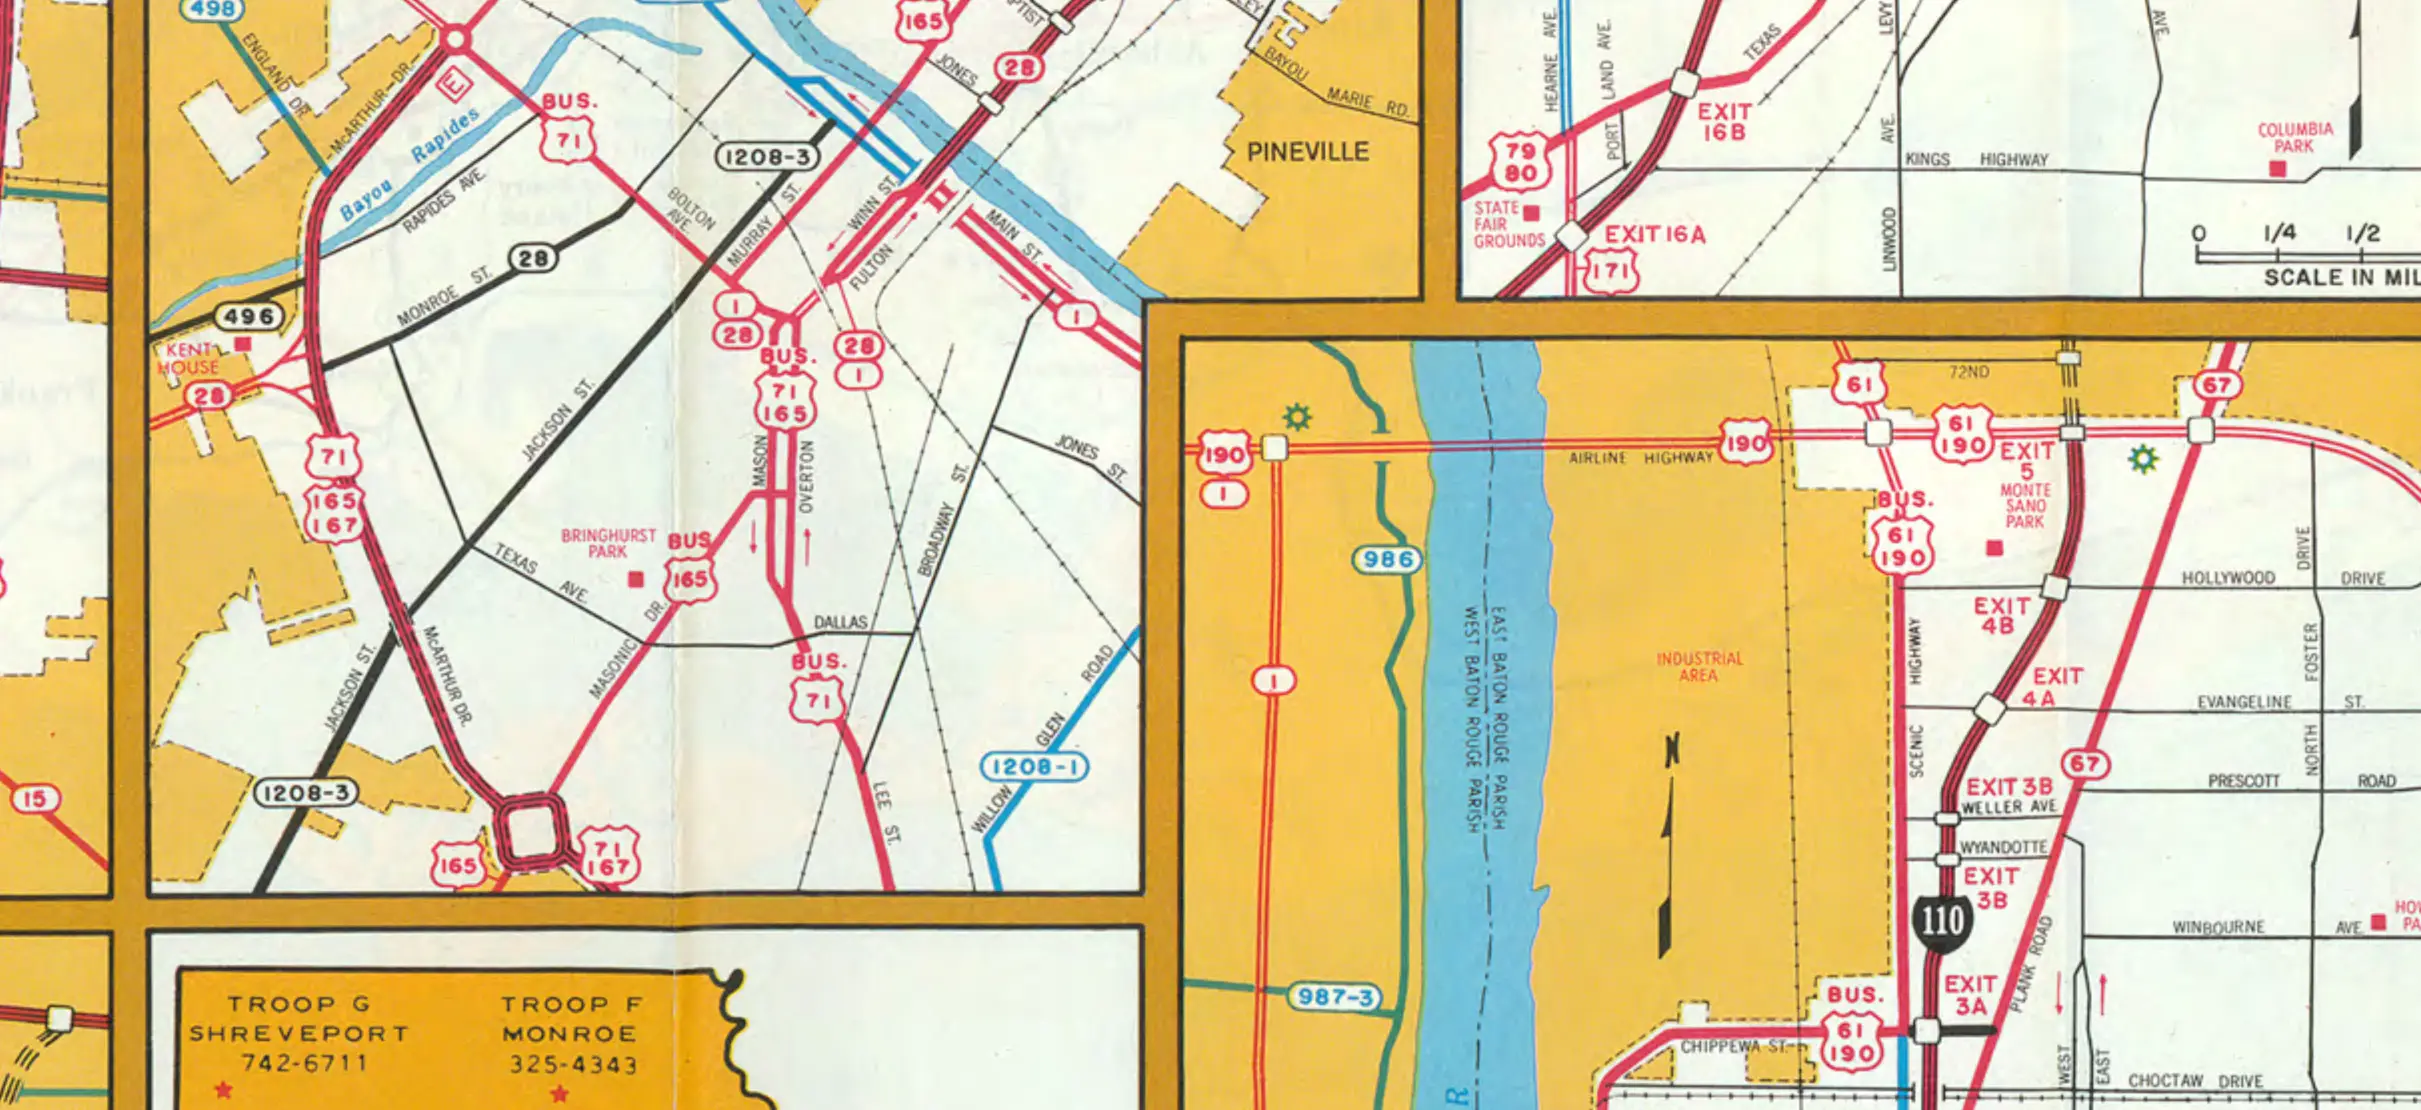 498
ENGLAND DR.
McARTHUR DR.
E
Bayou Rapides
RAPIDES AVE.
BUS.
71
165
28
JONES
1208-3
BOLTON
AVE.
MURRAY ST.
WINN ST.
FULTON
MAIN ST.
BAYOU MARIE RD.
PINEVILLE
MONROE ST.
28
496
KENT
HOUSE
28
1
28
28
1
1
BUS.
71
165
71
165
167
JACKSON ST.
MASON
OVERTON
BROADWAY ST.
JONES ST.
BRINGHURST
PARK
BUS
165
TEXAS AVE.
DALLAS
MASONIC DR.
BUS.
71
JACKSON ST.
McARTHUR DR.
1208-3
WILLOW GLEN ROAD
1208-1
LEE ST.
165
71
167
15
TROOP G
SHREVEPORT
742-6711
TROOP F
MONROE
325-4343
HEARNE AVE.
PORT LAND AVE.
TEXAS
LEVY
AVE.
EXIT
16B
79
80
STATE
FAIR
GROUNDS
EXIT 16A
171
LINWOOD AVE.
KINGS HIGHWAY
COLUMBIA
PARK
0 1/4 1/2
SCALE IN MIL
61
72ND
67
190
1
AIRLINE HIGHWAY
190
61
190
EXIT
5
MONTE
SANO
PARK
BUS.
61
190
986
EAST BATON ROUGE PARISH
WEST BATON ROUGE PARISH
INDUSTRIAL
AREA
1
N
HOLLYWOOD DRIVE
EXIT
4B
SCENIC HIGHWAY
EXIT
4A
EVANGELINE ST.
NORTH FOSTER DRIVE
67
PRESCOTT ROAD
EXIT 3B
WELLER AVE
WYANDOTTE
EXIT
3B
110
PLANK ROAD
WINBOURNE AVE.
987-3
EXIT
3A
BUS.
61
190
CHIPPEWA ST.
WEST
EAST
CHOCTAW DRIVE
R